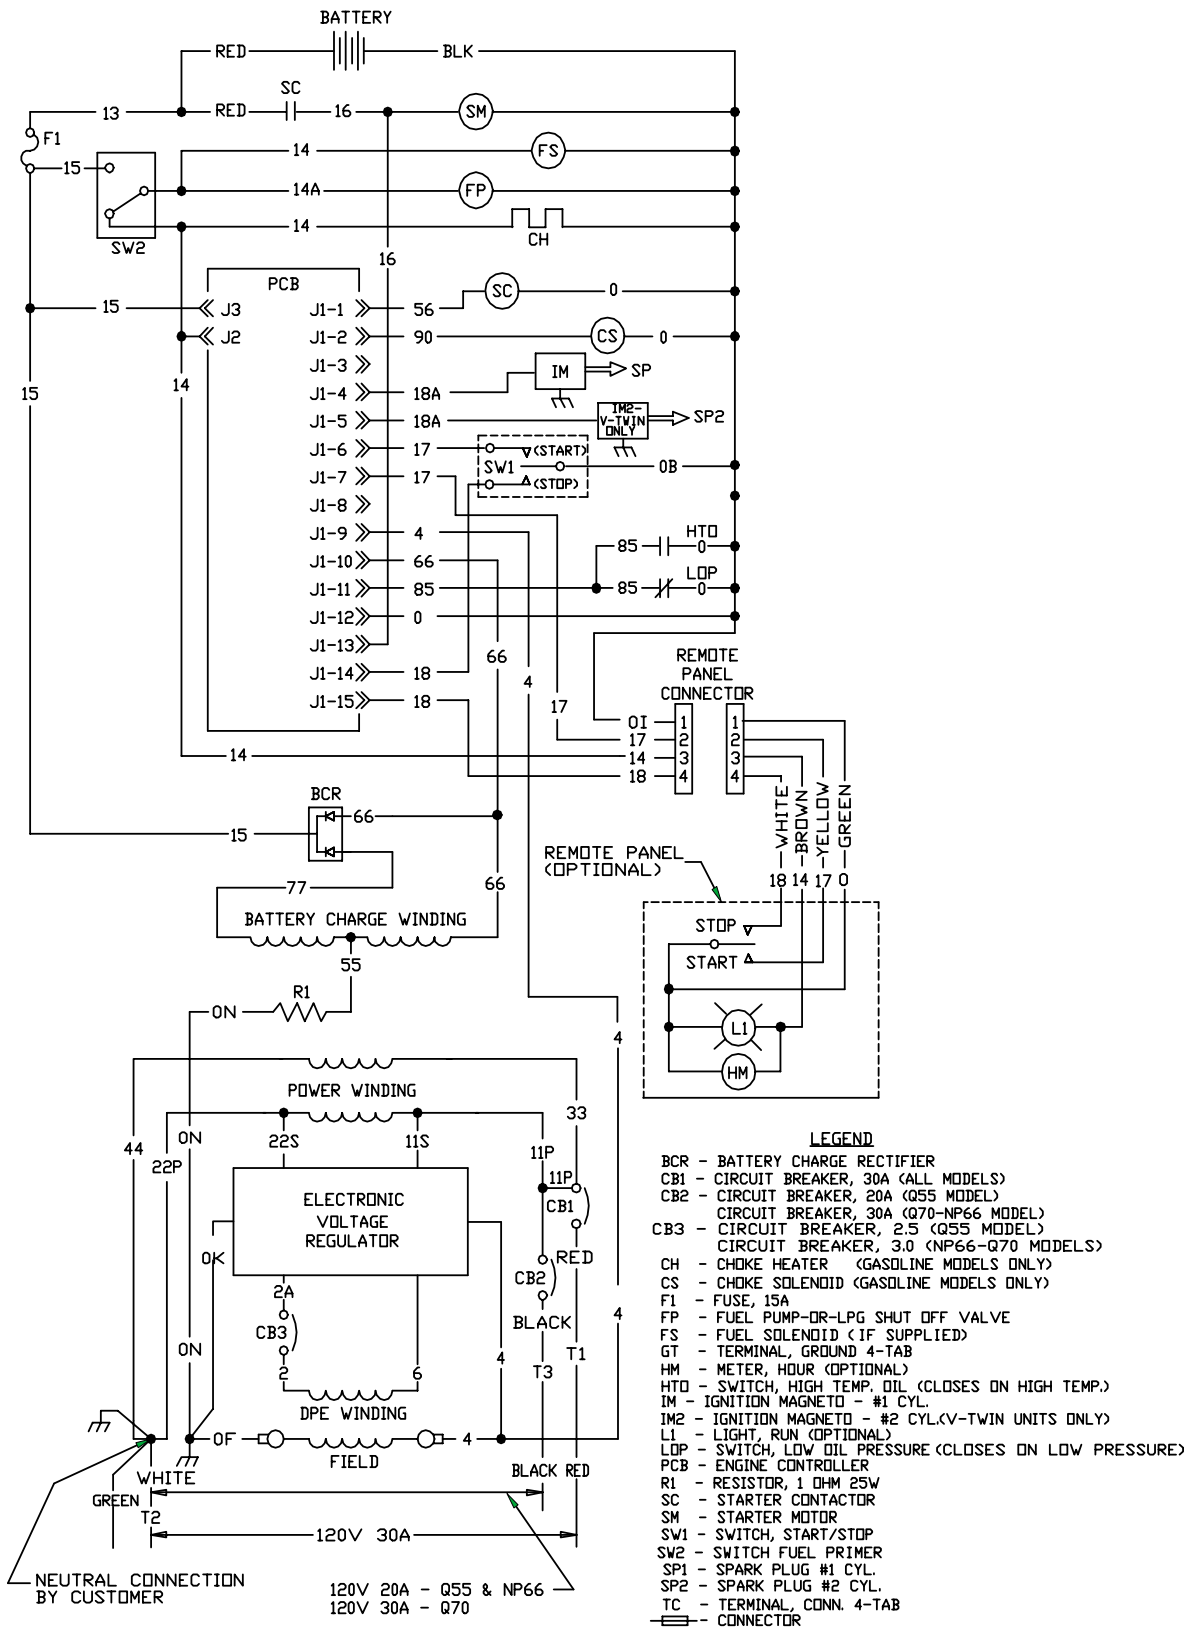 BATTERY
RED BLK
SC
13 RED 16 SM
F1
14 FS
15
14A FP
14
CH
SW2
16
PCB
SC 0
15 J3 J1-1 56
J2 J1-2 90 CS 0
J1-3 IM SP
14
15 J1-4 18A
IM2-
V-TWIN
ONLY
SP2
J1-5 18A
J1-6 17 (START)
SW1 0B
J1-7 17 (STOP)
J1-8
J1-9 4 HTO
85 0
J1-10 66
LOP
J1-11 85 85 0
J1-12 0
J1-13
66
REMOTE
PANEL
CONNECTOR
J1-14 18
4
J1-15 18 17
OI 1 1
17 2 2
14 14 3 3
18 4 4
BCR
66
15
WHITE
BROWN
YELLOW
GREEN
REMOTE PANEL
(OPTIONAL)
77 66 18 14 17 0
BATTERY CHARGE WINDING
STOP
START
55
R1
0N
L1
4
HM
POWER WINDING
33
44 0N 22S 11S
22P 11P
11P
CB1
ELECTRONIC
VOLTAGE
REGULATOR
OK RED
2A CB2
CB3 BLACK 4
0N 4 T1
2 6 T3
DPE WINDING
OF 4
FIELD
WHITE BLACK RED
GREEN
T2
120V 30A
NEUTRAL CONNECTION
BY CUSTOMER
120V 20A - Q55 & NP66
120V 30A - Q70
LEGEND
BCR - BATTERY CHARGE RECTIFIER
CB1 - CIRCUIT BREAKER, 30A (ALL MODELS)
CB2 - CIRCUIT BREAKER, 20A (Q55 MODEL)
CIRCUIT BREAKER, 30A (Q70-NP66 MODEL)
CB3 - CIRCUIT BREAKER, 2.5 (Q55 MODEL)
CIRCUIT BREAKER, 3.0 (NP66-Q70 MODELS)
CH - CHOKE HEATER (GASOLINE MODELS ONLY)
CS - CHOKE SOLENOID (GASOLINE MODELS ONLY)
F1 - FUSE, 15A
FP - FUEL PUMP-OR-LPG SHUT OFF VALVE
FS - FUEL SOLENOID (IF SUPPLIED)
GT - TERMINAL, GROUND 4-TAB
HM - METER, HOUR (OPTIONAL)
HTO - SWITCH, HIGH TEMP. OIL (CLOSES ON HIGH TEMP.)
IM - IGNITION MAGNETO - #1 CYL.
IM2 - IGNITION MAGNETO - #2 CYL.(V-TWIN UNITS ONLY)
L1 - LIGHT, RUN (OPTIONAL)
LOP - SWITCH, LOW OIL PRESSURE (CLOSES ON LOW PRESSURE)
PCB - ENGINE CONTROLLER
R1 - RESISTOR, 1 OHM 25W
SC - STARTER CONTACTOR
SM - STARTER MOTOR
SW1 - SWITCH, START/STOP
SW2 - SWITCH FUEL PRIMER
SP1 - SPARK PLUG #1 CYL.
SP2 - SPARK PLUG #2 CYL.
TC - TERMINAL, CONN. 4-TAB
- CONNECTOR